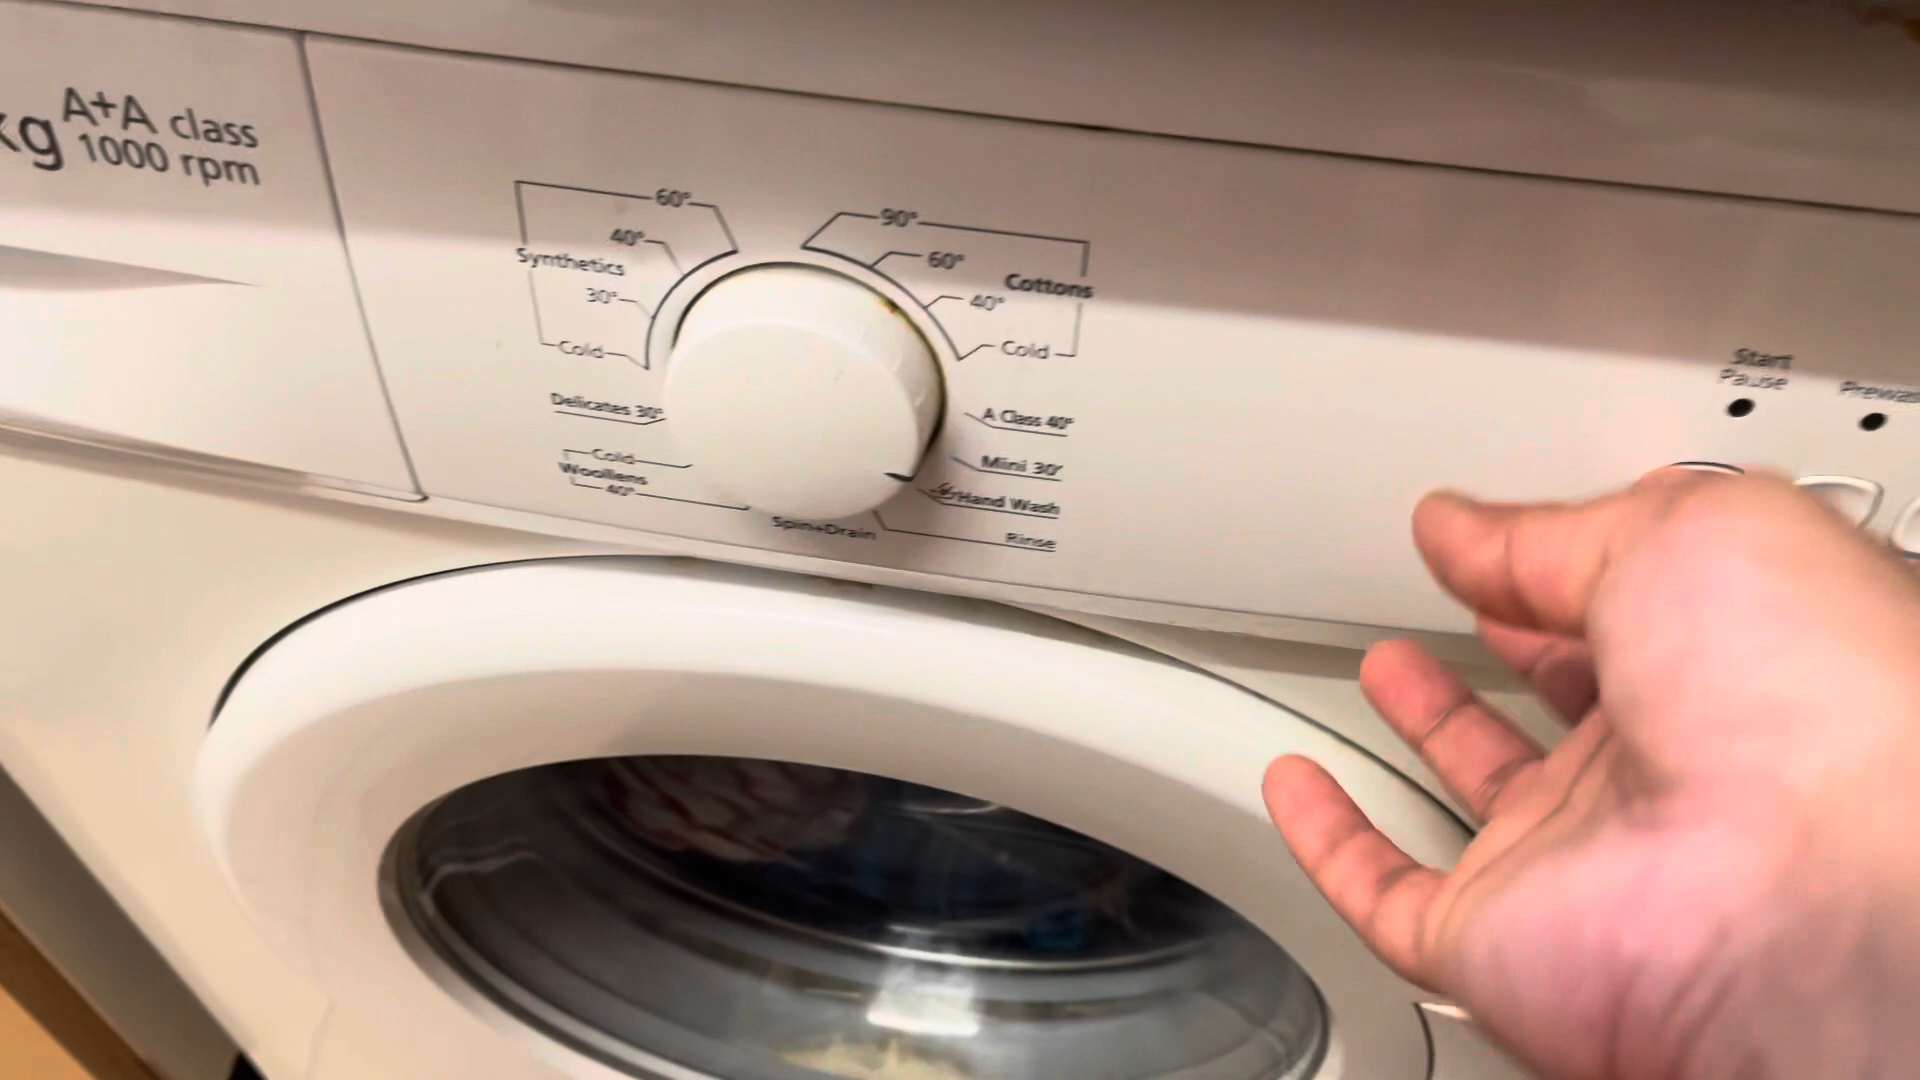 kg
A+A class
1000 rpm
60°
40°
Synthetics
30°
Cold
Delicates 30°
Cold
Woollens
40°
Spin+Drain
90°
60°
Cottons
40°
Cold
A Class 40°
Mini 30'
Hand Wash
Rinse
Start
Pause